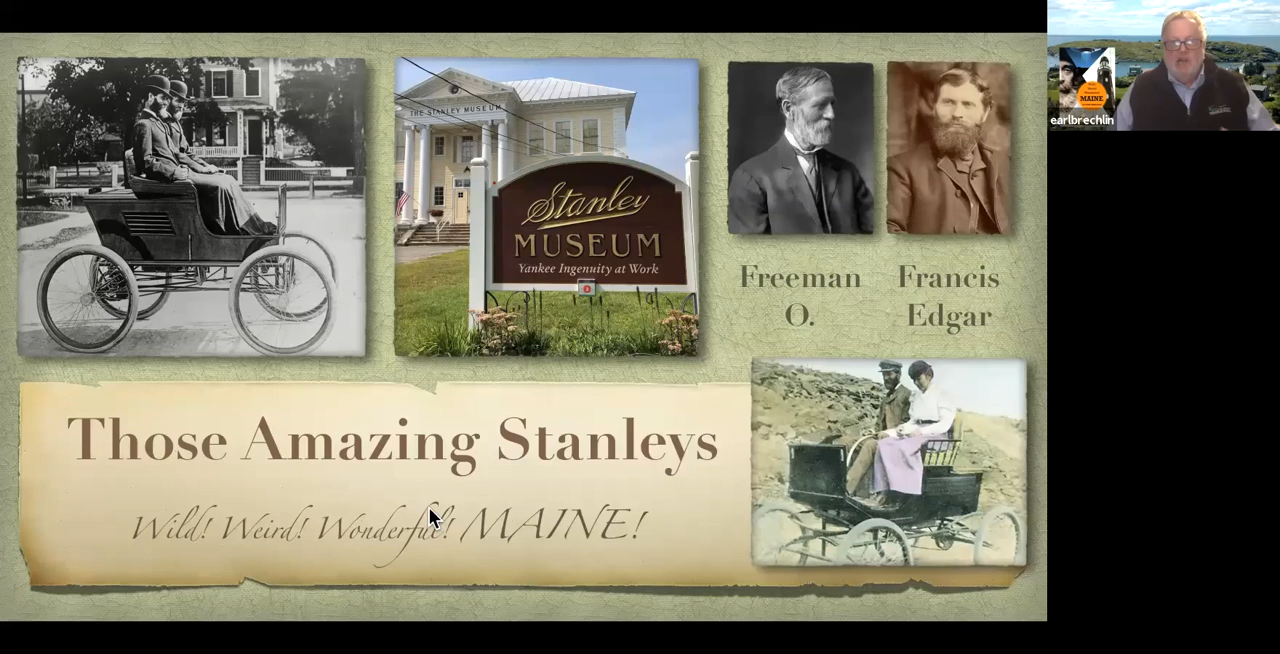 THE STANLEY MUSEUM
Stanley
MUSEUM
Yankee Ingenuity at Work
Freeman
O.
Francis
Edgar
Those Amazing Stanleys
Wild! Weird! Wonderful! MAINE!
MAINE
earlbrechlin